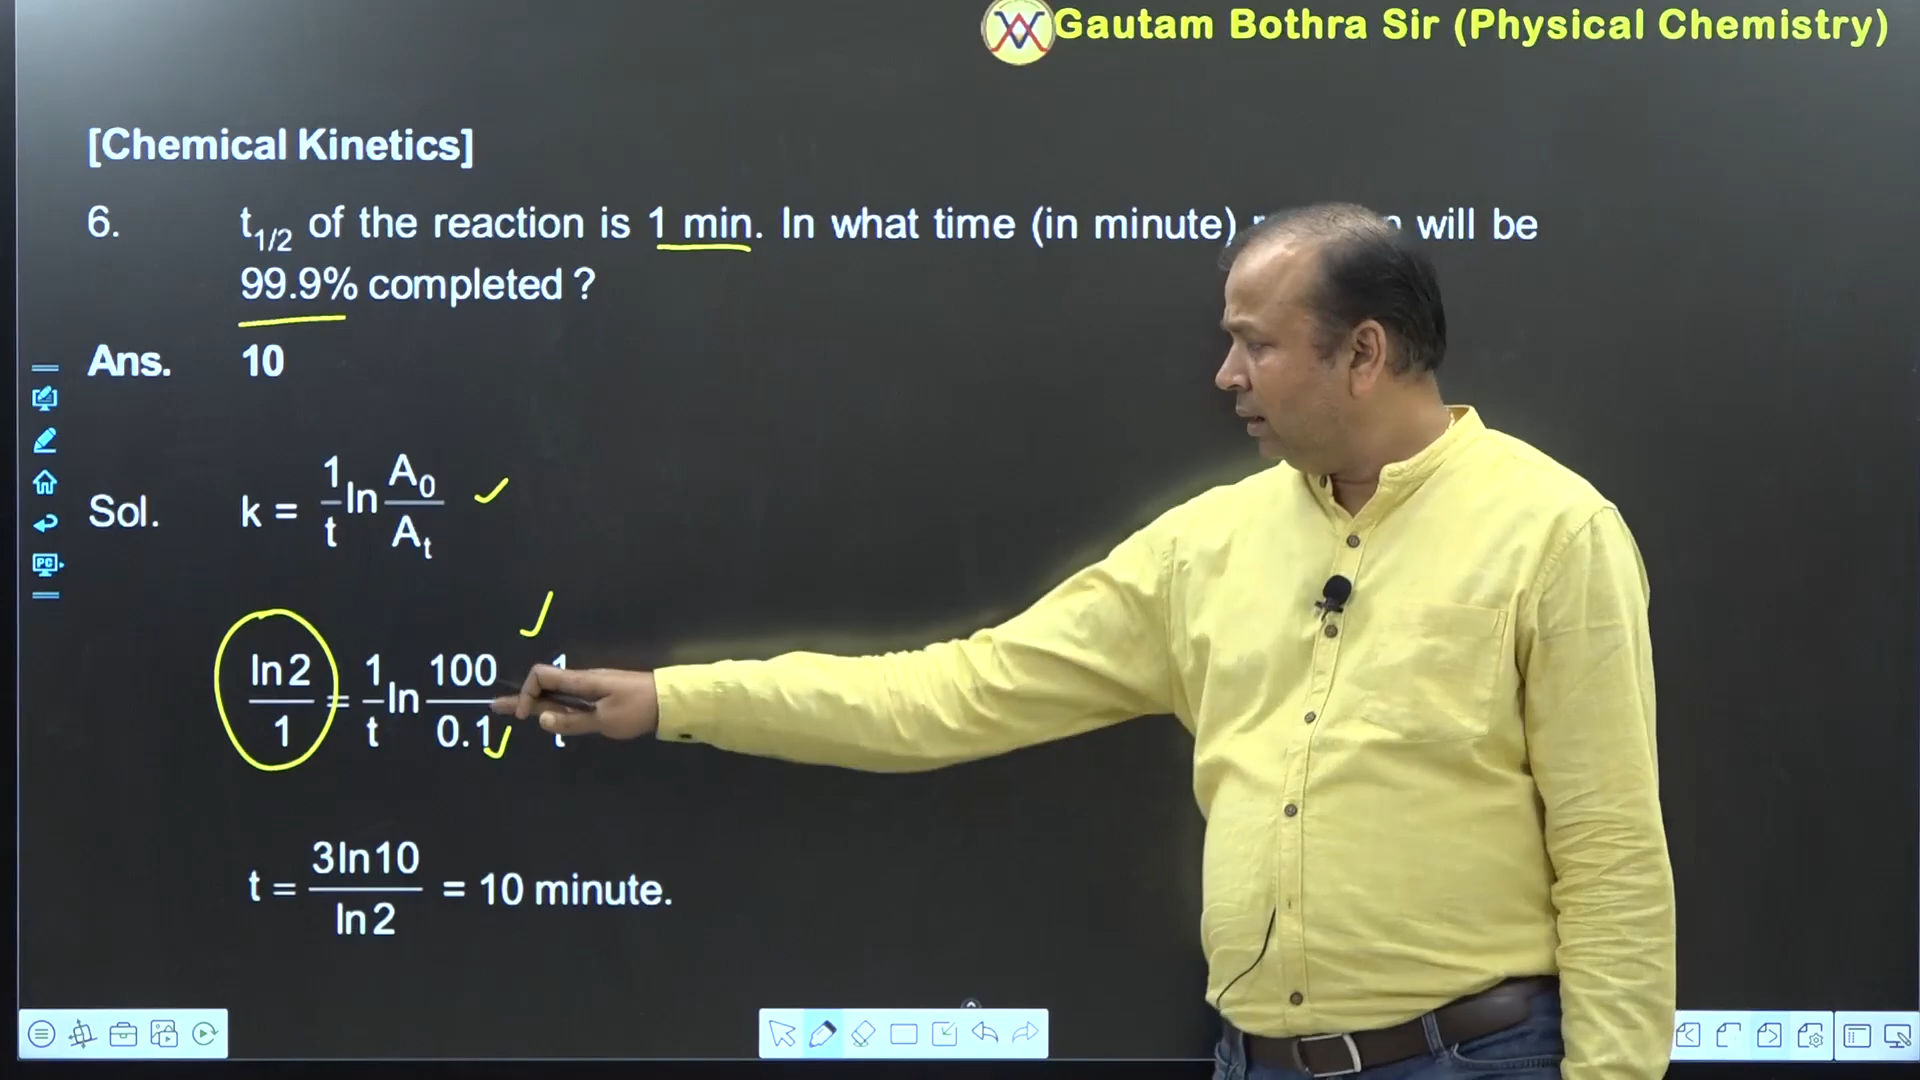 Gautam Bothra Sir (Physical Chemistry)
[Chemical Kinetics]
6. t1/2 of the reaction is 1 min. In what time (in minute) will be
99.9% completed ?
Ans. 10
Sol. k = 1/t ln A0/At
ln2/1 = 1/t ln 100/0.1
t = 3ln10/ln2 = 10 minute.
PC